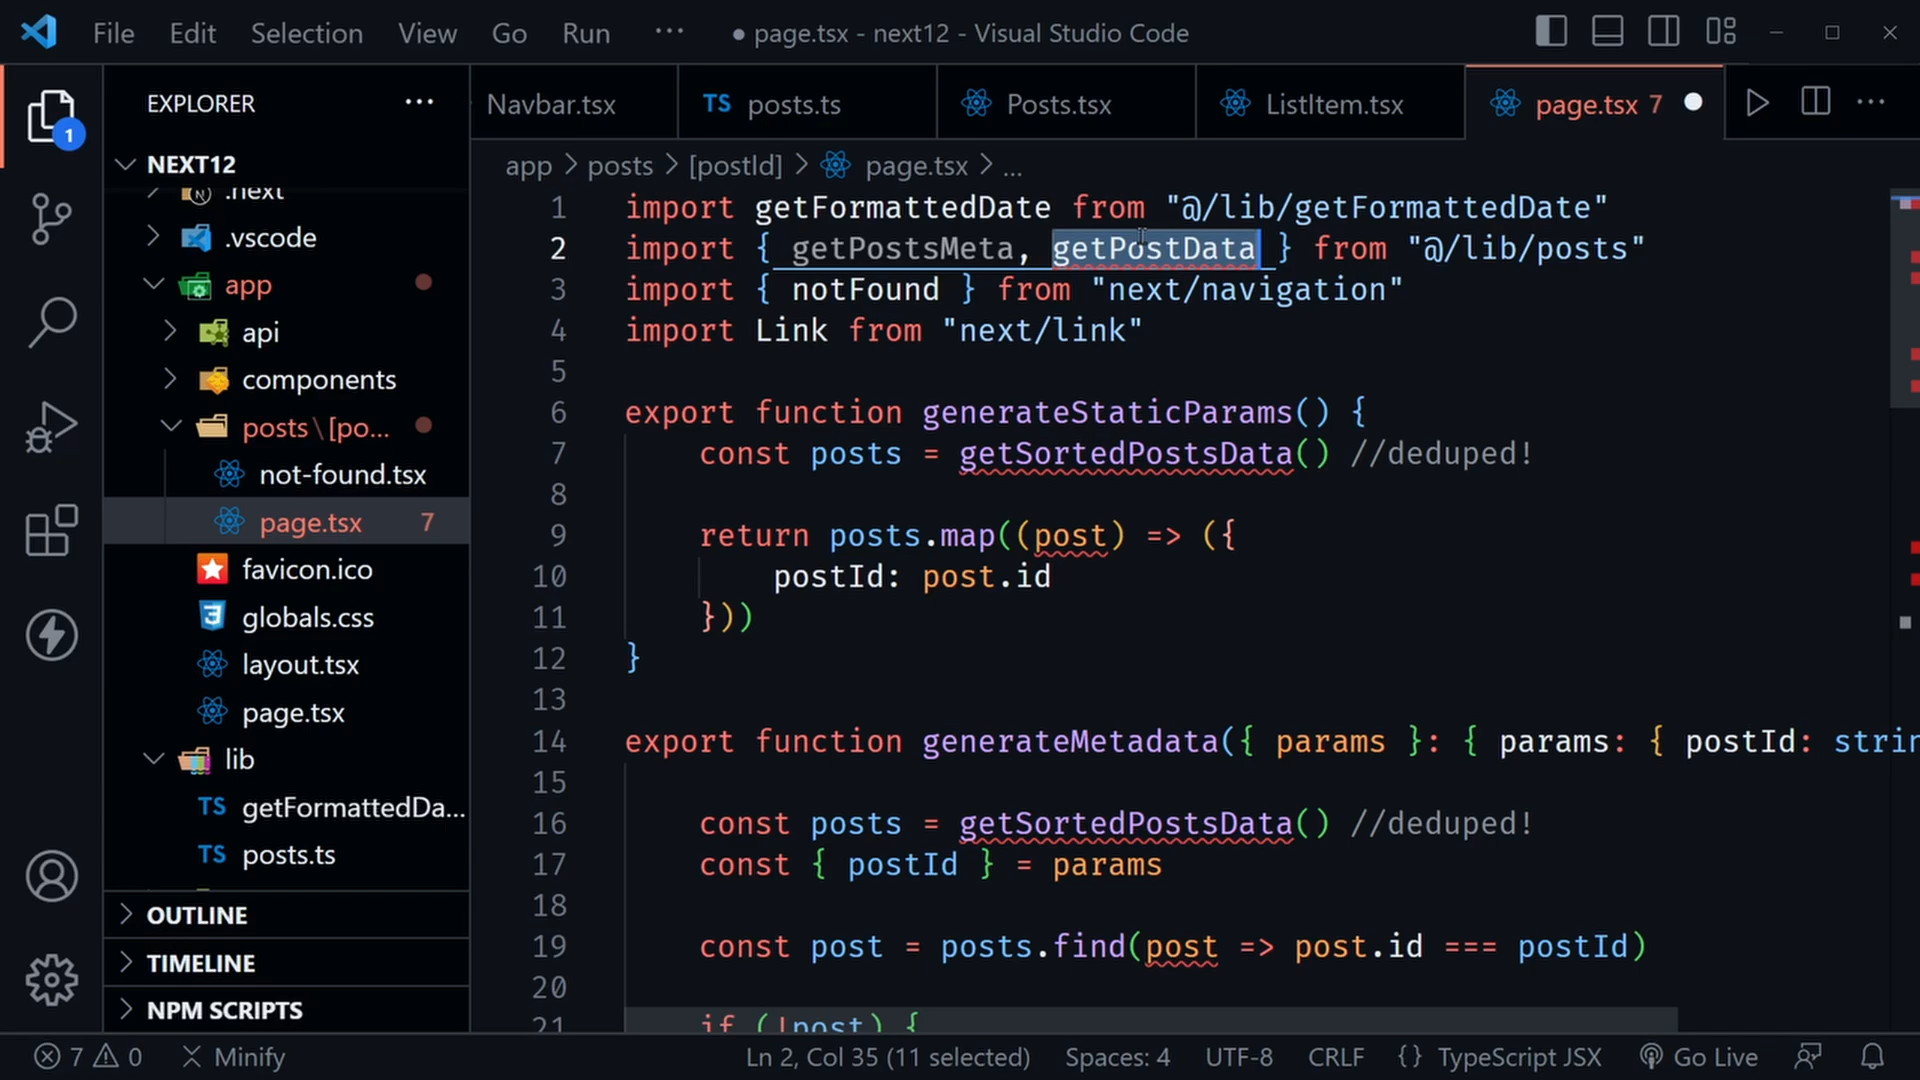 File Edit Selection View Go Run ··· ● page.tsx - next12 - Visual Studio Code
EXPLORER ···
Navbar.tsx TS posts.ts Posts.tsx ListItem.tsx page.tsx 7
app > posts > [postId] > page.tsx > ...
1
NEXT12
.next
.vscode
app
api
components
posts\[po...
not-found.tsx
page.tsx 7
favicon.ico
globals.css
layout.tsx
page.tsx
lib
TS getFormattedDa...
TS posts.ts
OUTLINE
TIMELINE
NPM SCRIPTS
1 import getFormattedDate from "@/lib/getFormattedDate"
2 import { getPostsMeta, getPostData } from "@/lib/posts"
3 import { notFound } from "next/navigation"
4 import Link from "next/link"
5
6 export function generateStaticParams() {
7 const posts = getSortedPostsData() //deduped!
8
9 return posts.map((post) => ({
10 postId: post.id
11 }))
12 }
13
14 export function generateMetadata({ params }: { params: { postId: strin
15
16 const posts = getSortedPostsData() //deduped!
17 const { postId } = params
18
19 const post = posts.find(post => post.id === postId)
20
21 if (!post) {
7 0 Minify Ln 2, Col 35 (11 selected) Spaces: 4 UTF-8 CRLF {} TypeScript JSX Go Live